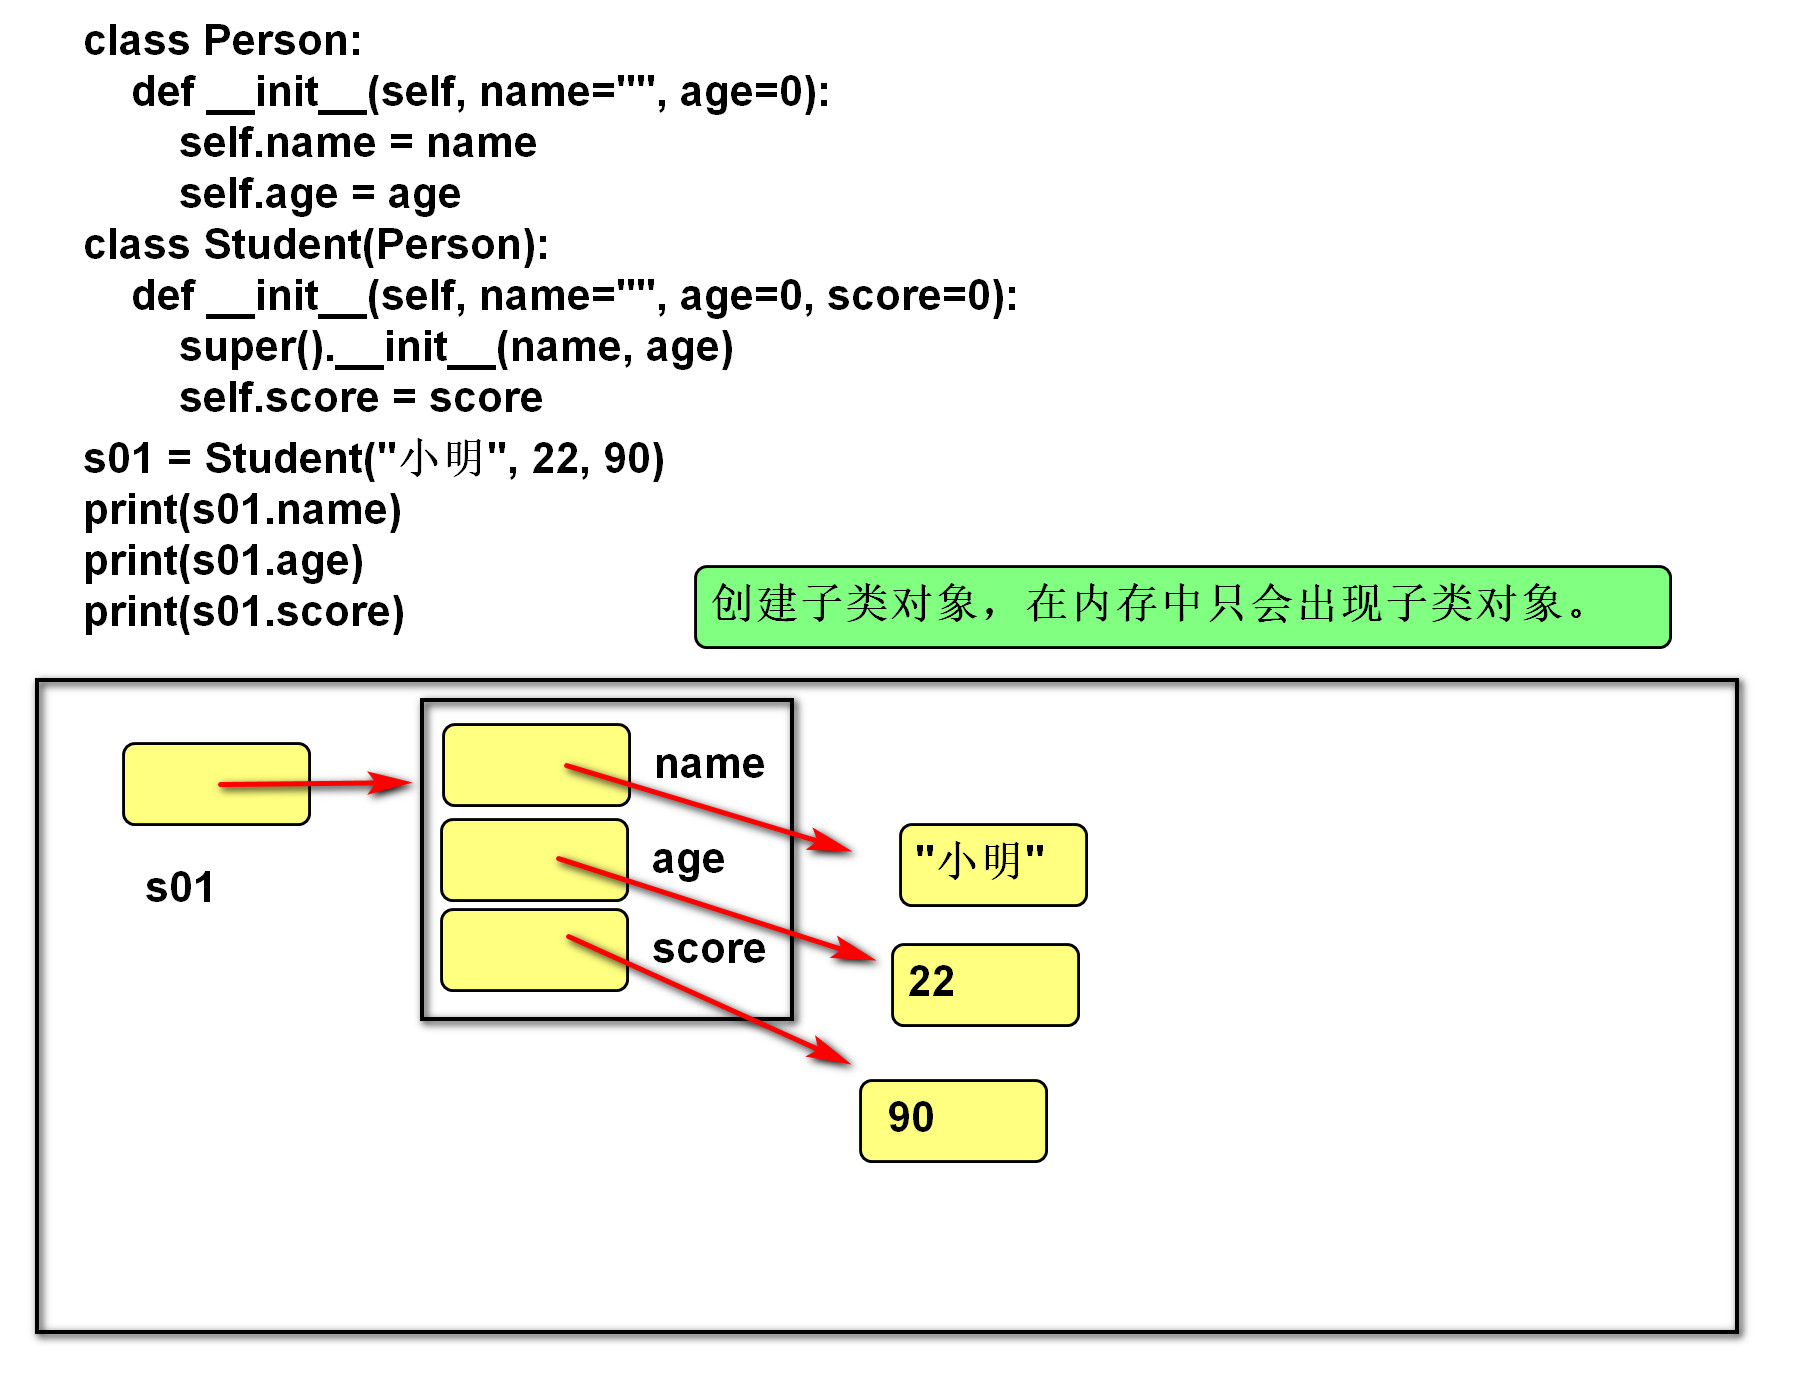 class Person:
def __init__(self, name="", age=0):
self.name = name
self.age = age
class Student(Person):
def __init__(self, name="", age=0, score=0):
super().__init__(name, age)
self.score = score
s01 = Student("小明", 22, 90)
print(s01.name)
print(s01.age)
print(s01.score)
创建子类对象，在内存中只会出现子类对象。
name
age
s01
score
"小明"
22
90